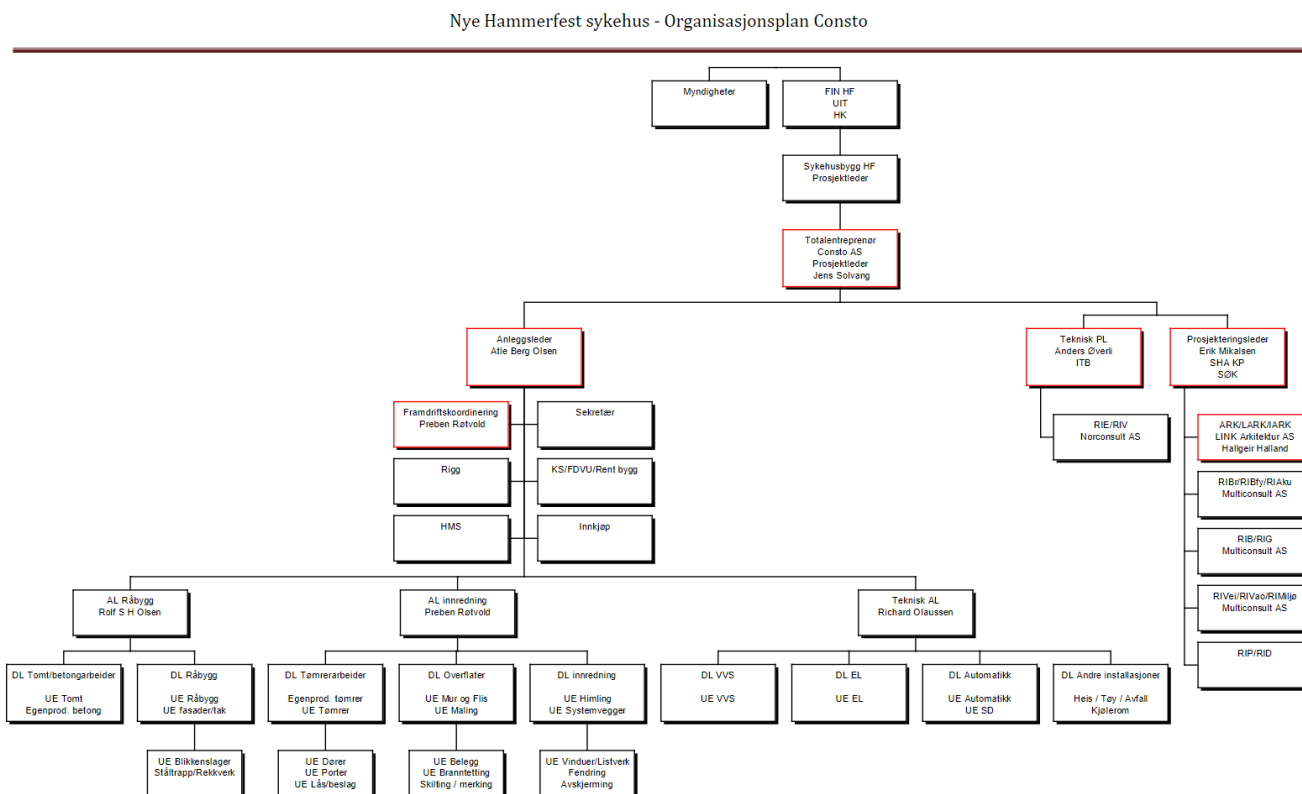 Nye Hammerfest sykehus - Organisasjonsplan Consto
Myndigheter
FIN HF
UIT
HK
Sykehusbygg HF
Prosjektleder
Totalentreprenør
Consto AS
Prosjektleder
Jens Solvang
Anleggsleder
Atle Berg Olsen
Teknisk PL
Anders Øverli
ITB
Prosjekteringsleder
Erik Mikalsen
SHA KP
SØK
Framdriftskoordinering
Preben Røtvold
Sekretær
RIE/RIV
Norconsult AS
ARK/LARK/IARK
LINK Arkitektur AS
Hallgeir Halland
Rigg
KS/FDVU/Rent bygg
RIBr/RIBfy/RIAku
Multiconsult AS
HMS
Innkjøp
RIB/RIG
Multiconsult AS
AL Råbygg
Rolf S H Olsen
AL innredning
Preben Røtvold
Teknisk AL
Richard Olaussen
RIVei/RIVao/RIMiljø
Multiconsult AS
RIP/RID
DL Tomt/betongarbeider
UE Tomt
Egenprod. betong
DL Råbygg
UE Råbygg
UE fasader/tak
DL Tømrerarbeider
Egenprod. tømrer
UE Tømrer
DL Overflater
UE Mur og Flis
UE Maling
DL innredning
UE Himling
UE Systemvegger
DL VVS
UE VVS
DL EL
UE EL
DL Automatikk
UE Automatikk
UE SD
DL Andre installasjoner
Heis / Tøy / Avfall
Kjølerom
UE Blikkenslager
Ståltrapp/Rekkverk
UE Dører
UE Porter
UE Lås/beslag
UE Belegg
UE Branntetting
Skilting / merking
UE Vinduer/Listverk
Fendring
Avskjerming